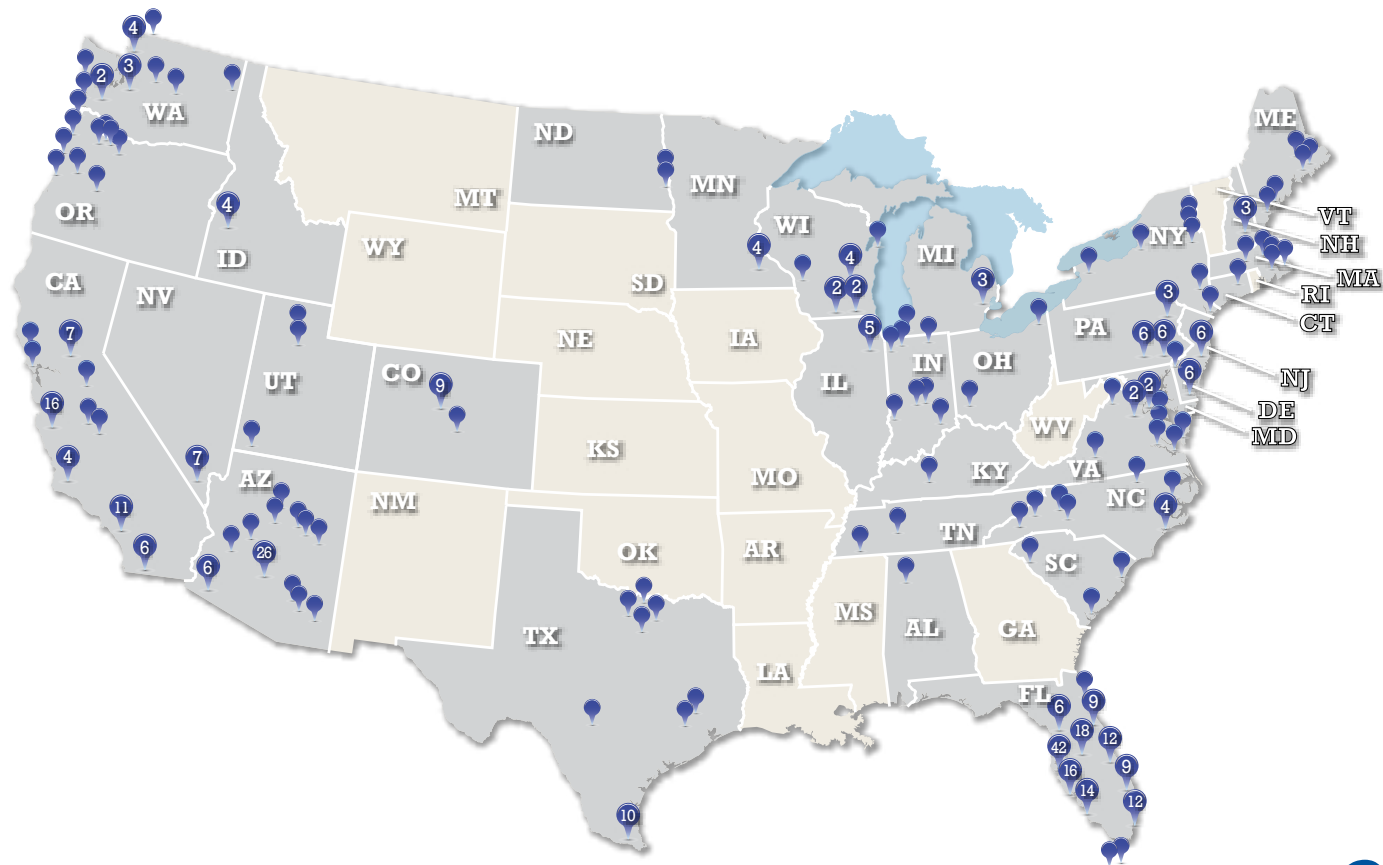 4
3
2
WA
ME
ND
MN
MT
OR
4
ID
WI
4
4
2
2
MI
3
NY
3
VT
NH
MA
RI
CT
WY
SD
CA
NV
7
NE
IA
5
IL
IN
OH
PA
3
6
6
6
NJ
UT
CO
9
16
6
2
2
DE
MD
WV
4
7
KS
MO
KY
VA
AZ
NM
11
NC
4
6
26
6
OK
AR
TN
SC
TX
MS
AL
GA
LA
FL
6
9
18
12
42
16
9
14
12
10